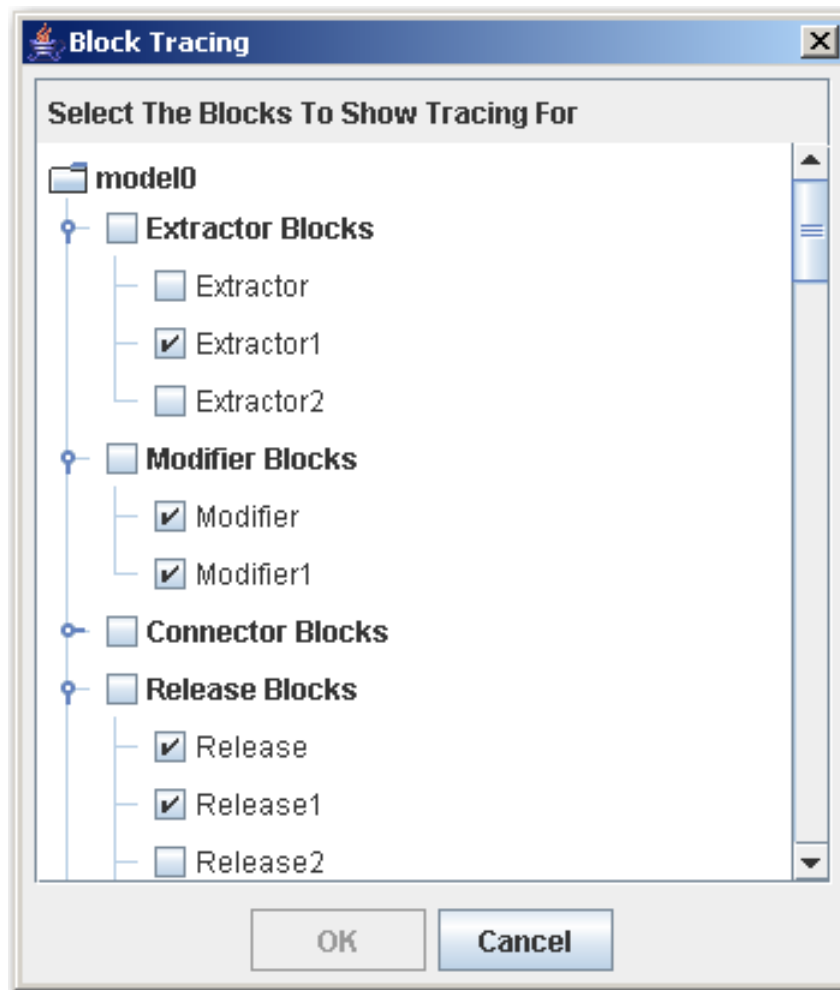 Block Tracing
Select The Blocks To Show Tracing For
model0
Extractor Blocks
Extractor
Extractor1
Extractor2
Modifier Blocks
Modifier
Modifier1
Connector Blocks
Release Blocks
Release
Release1
Release2
OK Cancel